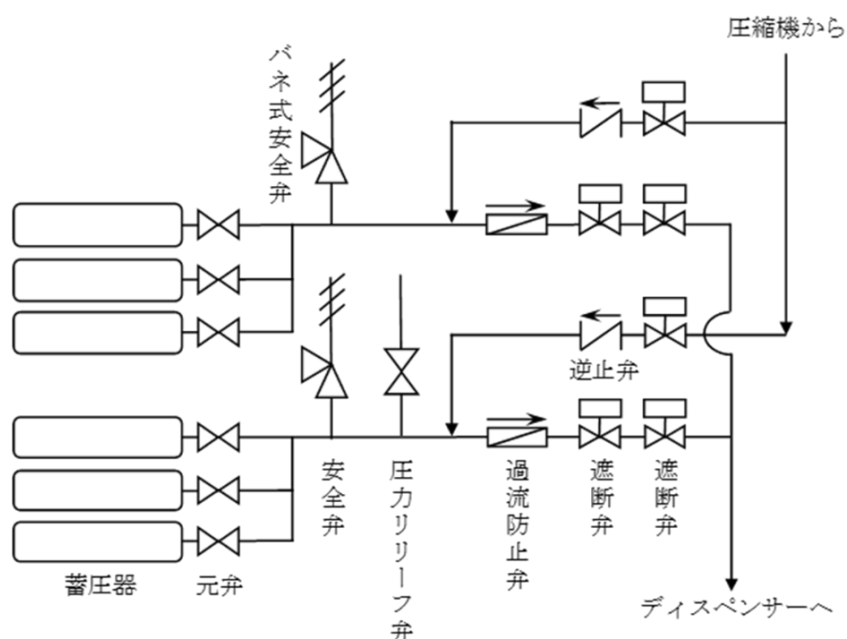 圧縮機から
バネ式安全弁
逆止弁
安全弁
圧力リリーフ弁
過流防止弁
遮断弁
遮断弁
蓄圧器
元弁
ディスペンサーへ